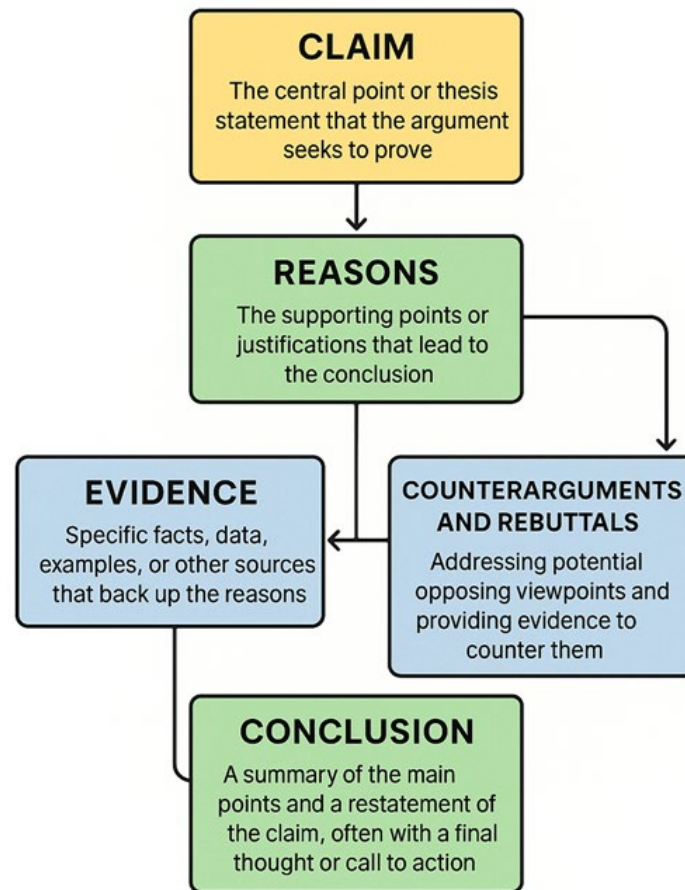 CLAIM
The central point or thesis
statement that the argument
seeks to prove
REASONS
The supporting points or
justifications that lead to
the conclusion
EVIDENCE
Specific facts, data,
examples, or other sources
that back up the reasons
COUNTERARGUMENTS
AND REBUTTALS
Addressing potential
opposing viewpoints and
providing evidence to
counter them
CONCLUSION
A summary of the main
points and a restatement of
the claim, often with a final
thought or call to action